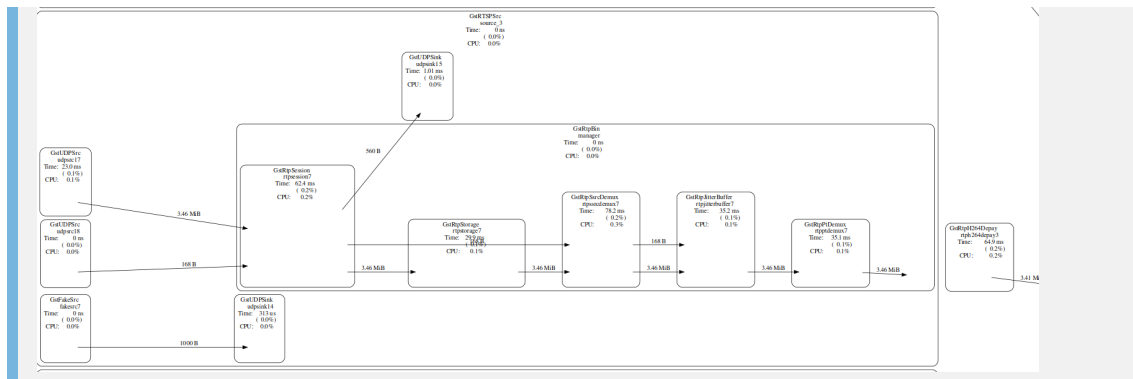 GstRTSPSrc
source_3
Time: 0 ns
( 0.0%)
CPU: 0.0%
GstUDPSink
udpsink15
Time: 1.01 ms
( 0.0%)
CPU: 0.0%
GstRtpBin
manager
Time: 0 ns
( 0.0%)
CPU: 0.0%
560 B
GstUDPSrc
udpsrc17
Time: 23.0 ms
( 0.1%)
CPU: 0.1%
3.46 MiB
GstRtpSession
rtpsession7
Time: 62.4 ms
( 0.2%)
CPU: 0.2%
GstUDPSrc
udpsrc18
Time: 0 ns
( 0.0%)
CPU: 0.0%
168 B
GstRtpStorage
rtpstorage7
Time: 29.9 ms
CPU: 0.1%
3.46 MiB
3.46 MiB
GstRtpSsrcDemux
rtpssrcdemux7
Time: 78.2 ms
( 0.2%)
CPU: 0.3%
168 B
3.46 MiB
GstRtpJitterBuffer
rtpjitterbuffer7
Time: 35.2 ms
( 0.1%)
CPU: 0.1%
3.46 MiB
GstRtpPtDemux
rtpptdemux7
Time: 35.1 ms
( 0.1%)
CPU: 0.1%
3.46 MiB
GstRtpH264Depay
rtph264depay3
Time: 64.9 ms
( 0.2%)
CPU: 0.2%
3.41 Mi
GstFakeSrc
fakesrc7
Time: 0 ns
( 0.0%)
CPU: 0.0%
1000 B
GstUDPSink
udpsink14
Time: 313 us
( 0.0%)
CPU: 0.0%